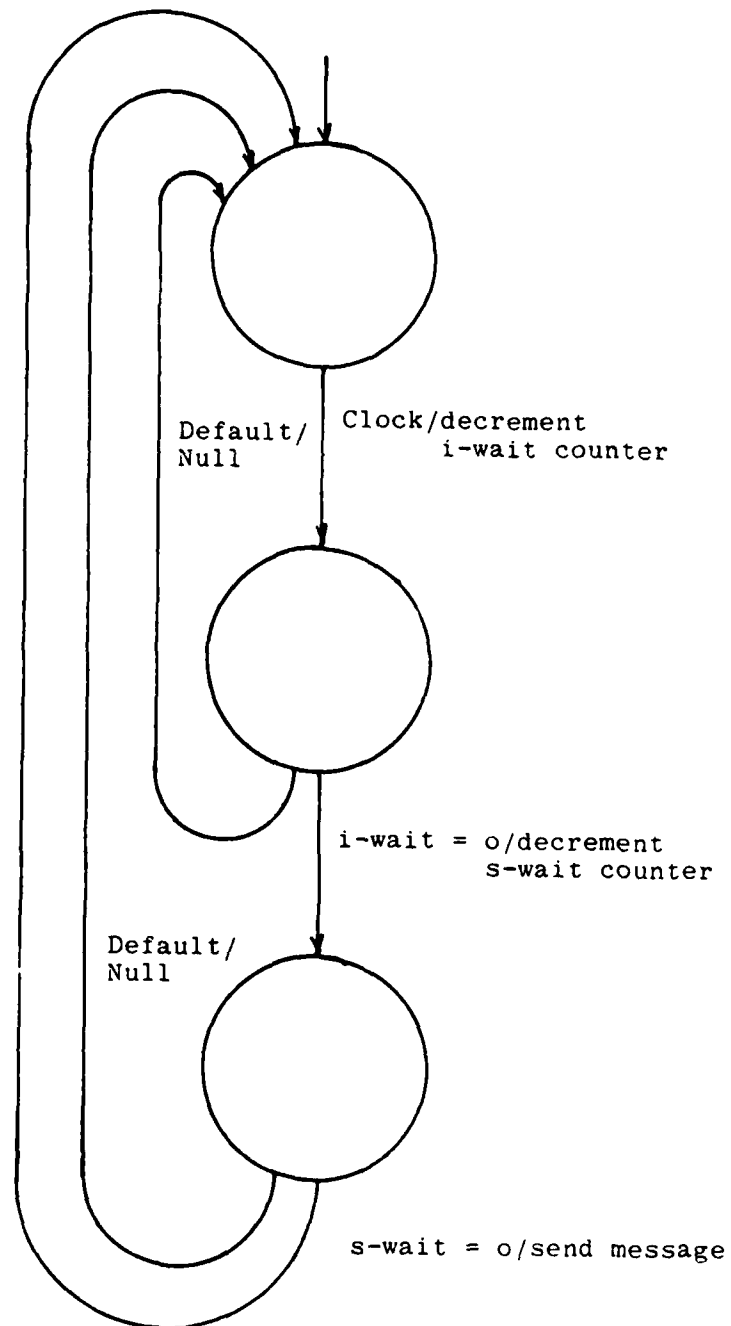 Default/
Null
Clock/decrement
i-wait counter
i-wait = o/decrement
s-wait counter
Default/
Null
s-wait = o/send message